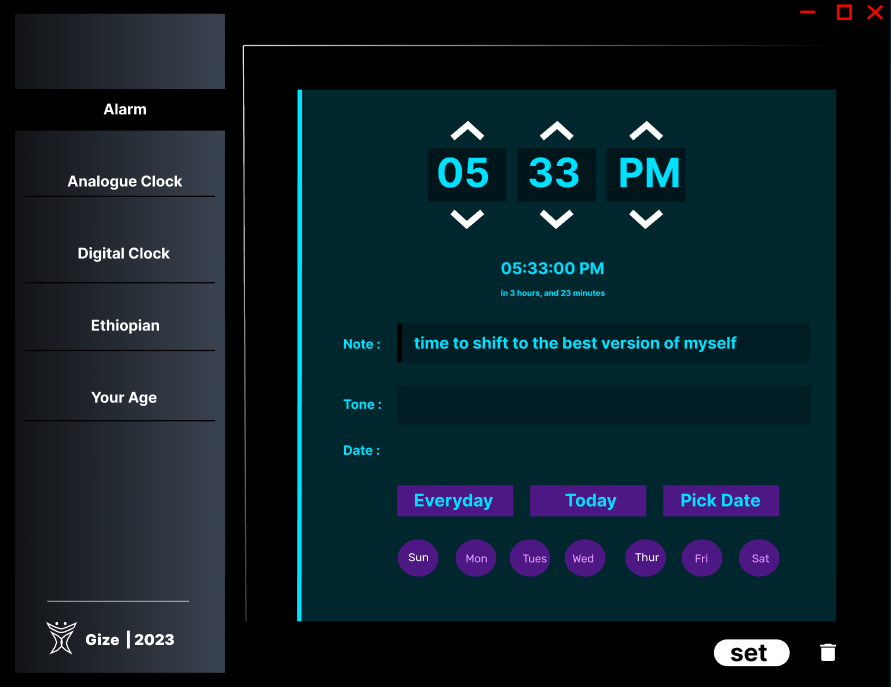 Alarm
Analogue Clock
Digital Clock
Ethiopian
Your Age
Gize | 2023
05 33 PM
05:33:00 PM
in 3 hours, and 23 minutes
Note : time to shift to the best version of myself
Tone :
Date :
Everyday Today Pick Date
Sun Mon Tues Wed Thur Fri Sat
set